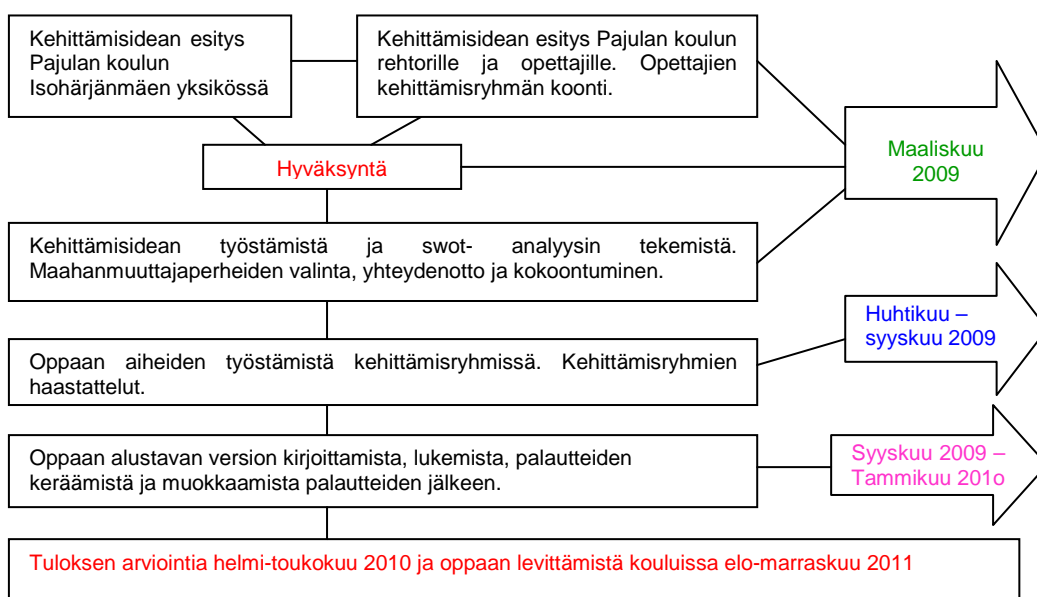 Kehittämisidean esitys
Pajulan koulun
Isohärjänmäen yksikössä
Kehittämisidean esitys Pajulan koulun
rehtorille ja opettajille. Opettajien
kehittämisryhmän koonti.
Hyväksyntä
Maaliskuu
2009
Kehittämisidean työstämistä ja swot- analyysin tekemistä.
Maahanmuuttajaperheiden valinta, yhteydenotto ja kokoontuminen.
Huhtikuu –
syyskuu 2009
Oppaan aiheiden työstämistä kehittämisryhmissä. Kehittämisryhmien
haastattelut.
Oppaan alustavan version kirjoittamista, lukemista, palautteiden
keräämistä ja muokkaamista palautteiden jälkeen.
Syyskuu 2009 –
Tammikuu 201o
Tuloksen arviointia helmi-toukokuu 2010 ja oppaan levittämistä kouluissa elo-marraskuu 2011